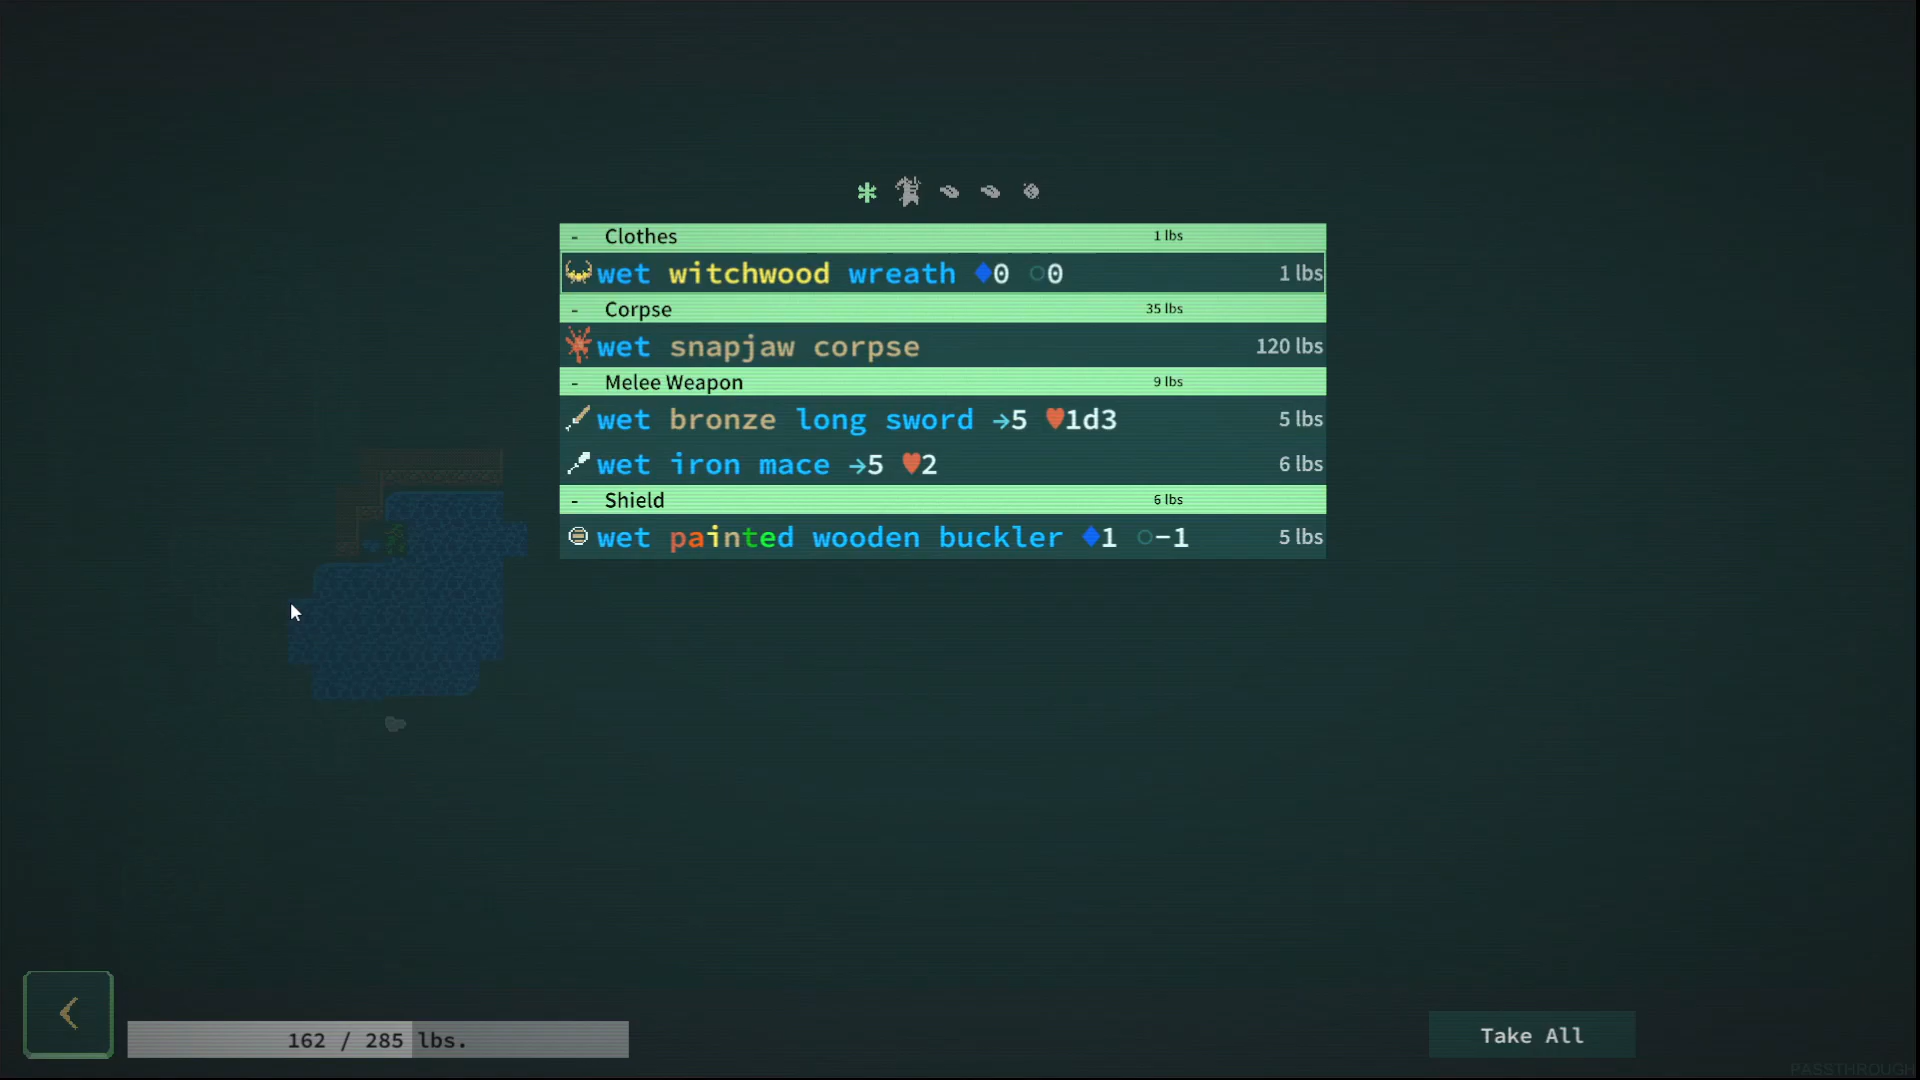 - Clothes 1 lbs
wet witchwood wreath ♦0 ○0 1 lbs
- Corpse 35 lbs
wet snapjaw corpse 120 lbs
- Melee Weapon 9 lbs
wet bronze long sword →5 ♥1d3 5 lbs
wet iron mace →5 ♥2 6 lbs
- Shield 6 lbs
wet painted wooden buckler ♦1 ○-1 5 lbs
162 / 285 lbs.
Take All
PASSTHROUGH